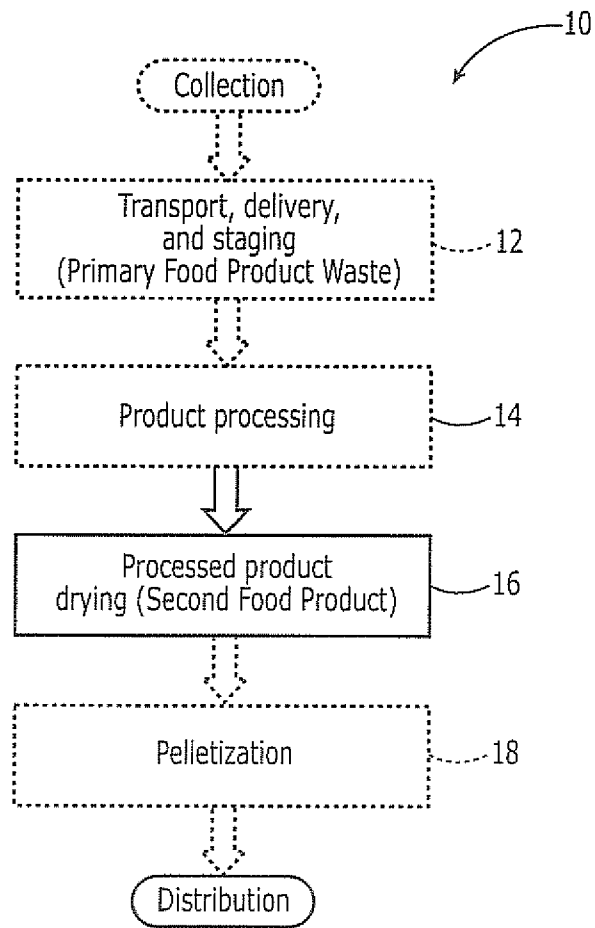 10
Collection
Transport, delivery,
and staging
(Primary Food Product Waste)
12
Product processing
14
Processed product
drying (Second Food Product)
16
Pelletization
18
Distribution